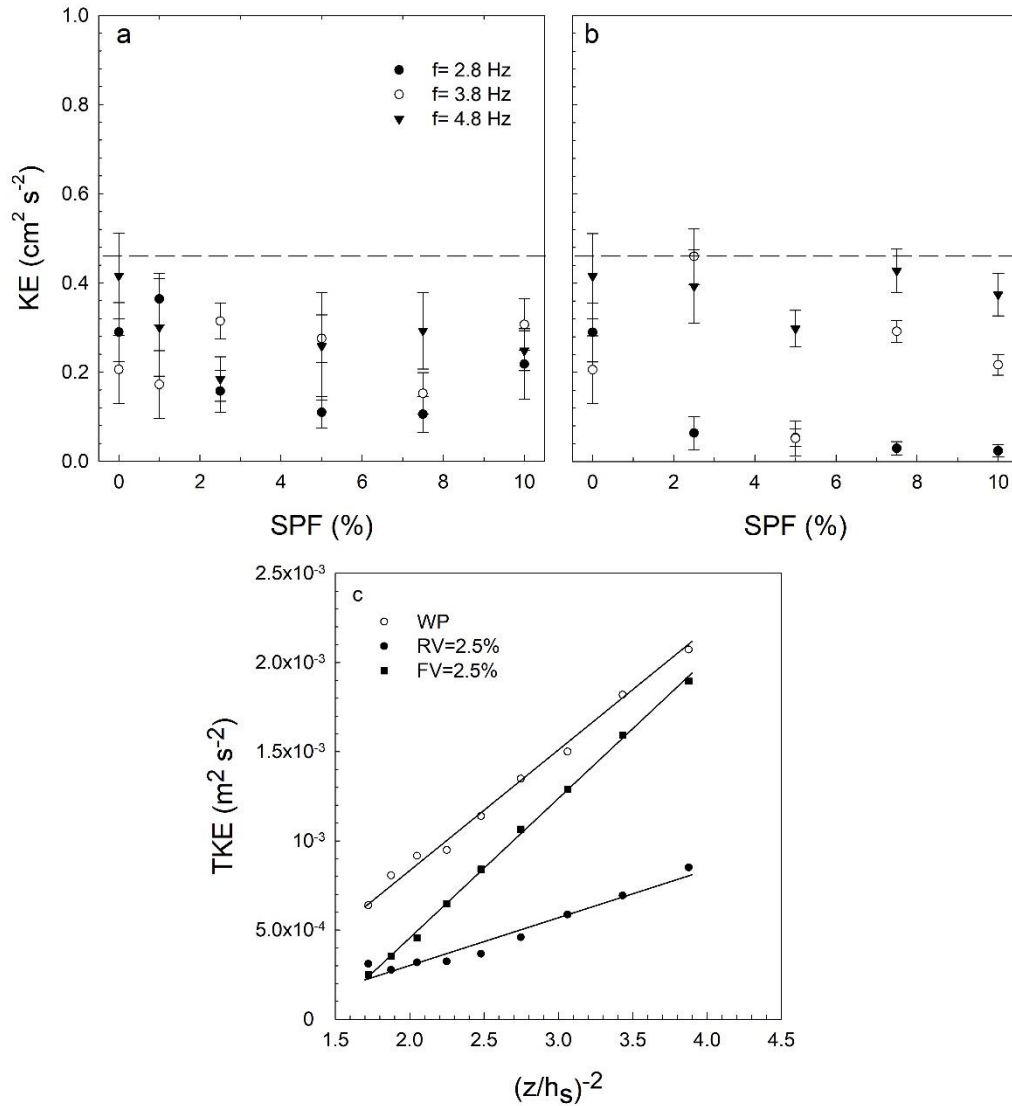 a
f= 2.8 Hz
f= 3.8 Hz
f= 4.8 Hz
b
KE (cm² s⁻²)
1.0
0.8
0.6
0.4
0.2
0.0
0 2 4 6 8 10
0 2 4 6 8 10
SPF (%)
SPF (%)
c
WP
RV=2.5%
FV=2.5%
TKE (m² s⁻²)
2.5x10⁻³
2.0x10⁻³
1.5x10⁻³
10⁻³
5.0x10⁻⁴
0
1.5 2.0 2.5 3.0 3.5 4.0 4.5
(z/hₛ)⁻²